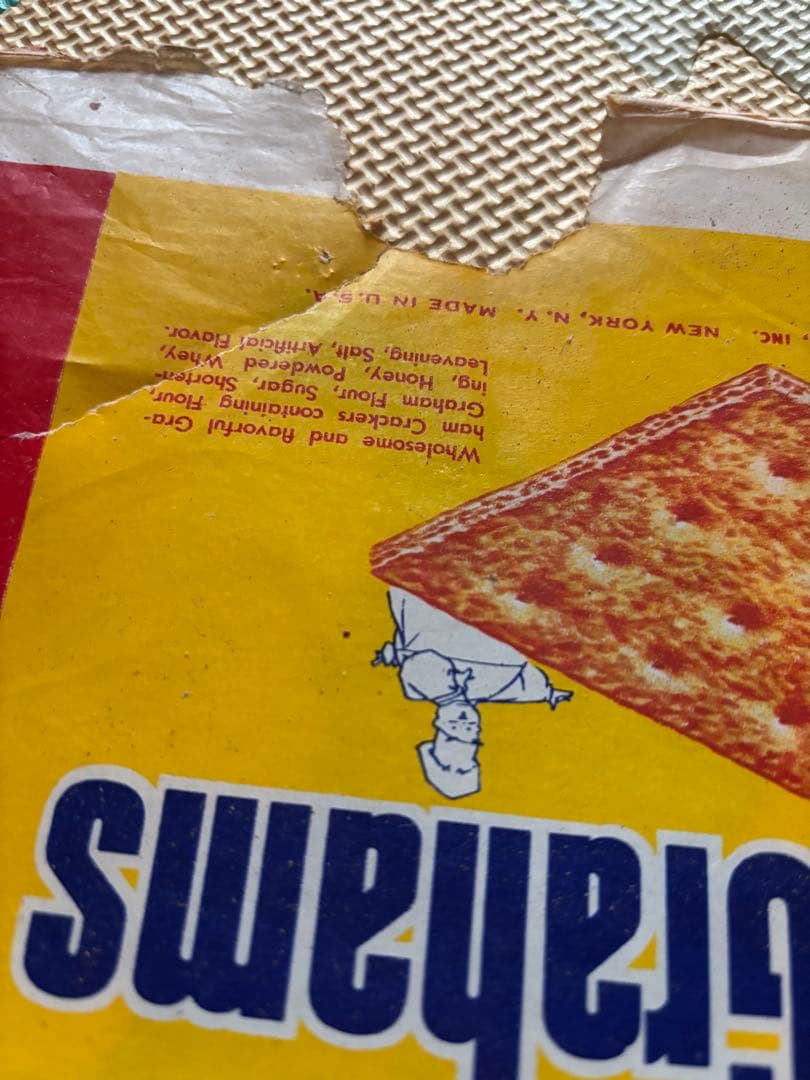 Grahams
Wholesome and flavorful Gra-
ham Crackers containing Flour,
Graham Flour, Sugar, Shorten-
ing, Honey, Powdered Whey,
Leavening, Salt, Artificial Flavor.
, INC. NEW YORK, N.Y. MADE IN U.S.A.